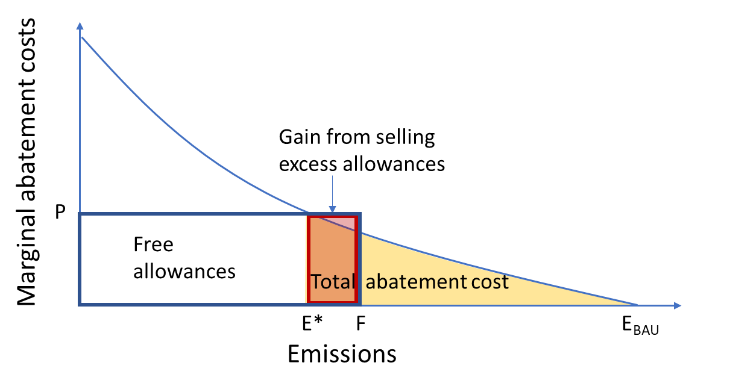 Marginal abatement costs
Gain from selling
excess allowances
P
Free
allowances
Total abatement cost
E*
F
EBAU
Emissions